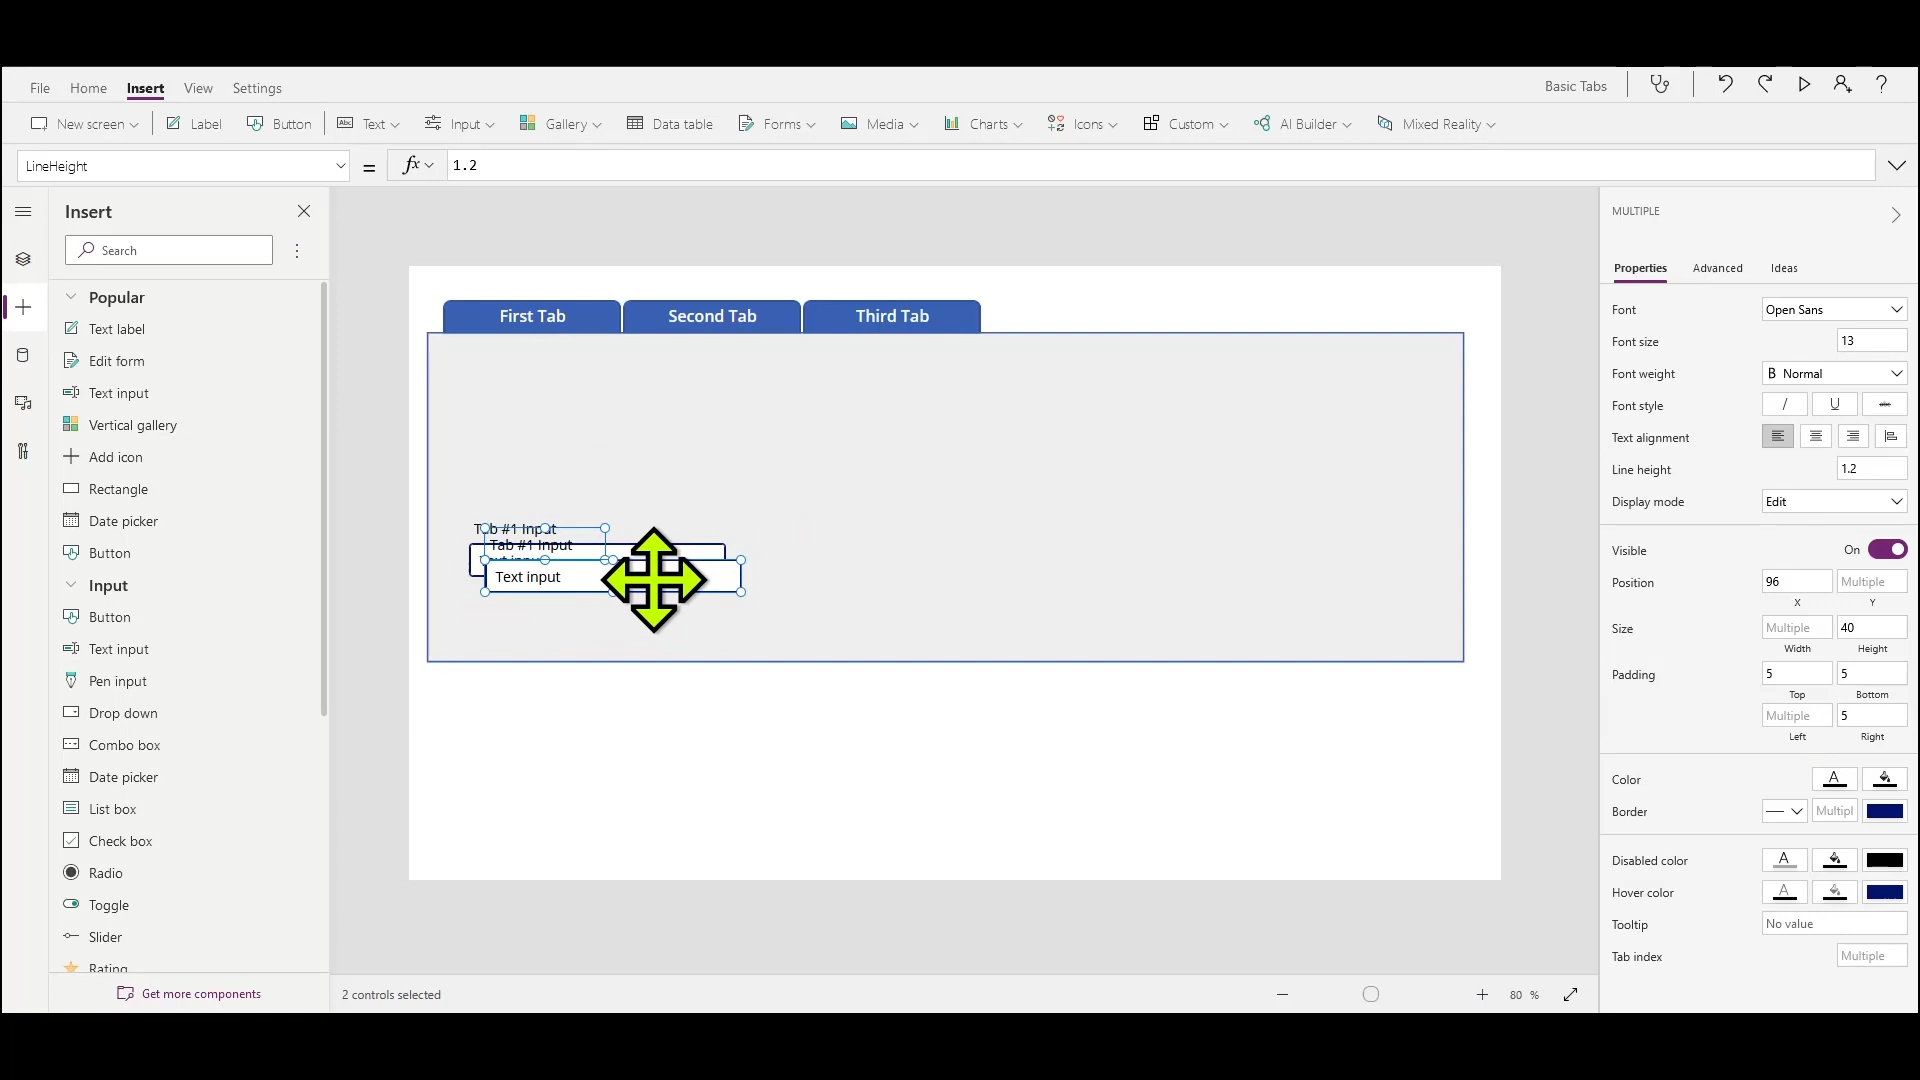 File Home Insert View Settings Basic Tabs ?
New screen Label Button Text Input Gallery Data table Forms Media Charts Icons Custom AI Builder Mixed Reality
LineHeight = fx 1.2
Insert
Search
Popular
Text label
Edit form
Text input
Vertical gallery
Add icon
Rectangle
Date picker
Button
Input
Button
Text input
Pen input
Drop down
Combo box
Date picker
List box
Check box
Radio
Toggle
Slider
Rating
Get more components
First Tab Second Tab Third Tab
Tab #1 Input
Tab #1 Input
Text input
2 controls selected
80 %
MULTIPLE
Properties Advanced Ideas
Font Open Sans
Font size 13
Font weight B Normal
Font style / U abc
Text alignment
Line height 1.2
Display mode Edit
Visible On
Position 96 Multiple
X Y
Size Multiple 40
Width Height
Padding 5 5
Top Bottom
Multiple 5
Left Right
Color A
Border Multipl
Disabled color A
Hover color A
Tooltip No value
Tab index Multiple